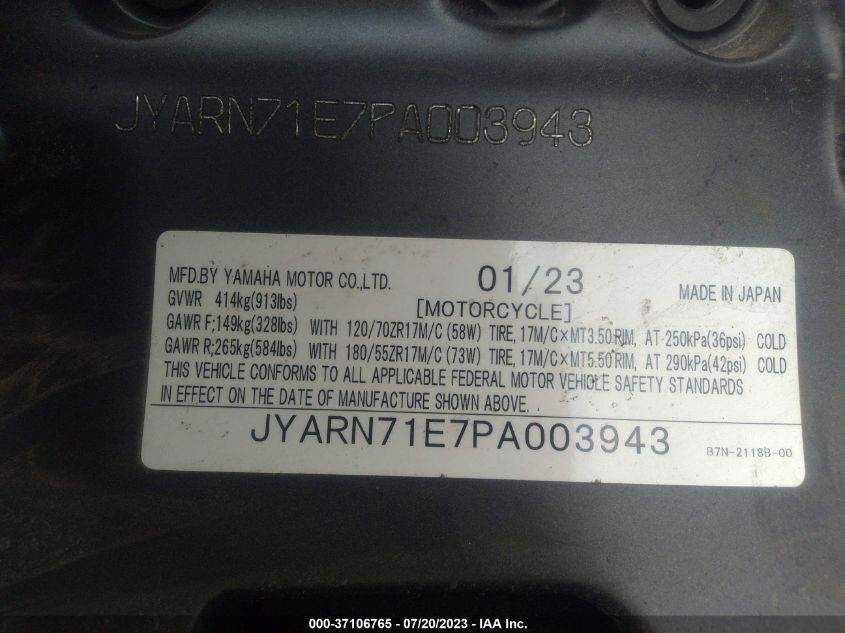 JYARN71E7PA003943
MFD.BY YAMAHA MOTOR CO.,LTD. 01/23 MADE IN JAPAN
GVWR 414kg(913lbs) [MOTORCYCLE]
GAWR F;149kg(328lbs) WITH 120/70ZR17M/C (58W) TIRE, 17M/C×MT3.50 RIM, AT 250kPa(36psi) COLD
GAWR R;265kg(584lbs) WITH 180/55ZR17M/C (73W) TIRE, 17M/C×MT5.50 RIM, AT 290kPa(42psi) COLD
THIS VEHICLE CONFORMS TO ALL APPLICABLE FEDERAL MOTOR VEHICLE SAFETY STANDARDS
IN EFFECT ON THE DATE OF MANUFACTURE SHOWN ABOVE.
JYARN71E7PA003943 B7N-2118B-00
000-37106765 - 07/20/2023 - IAA Inc.